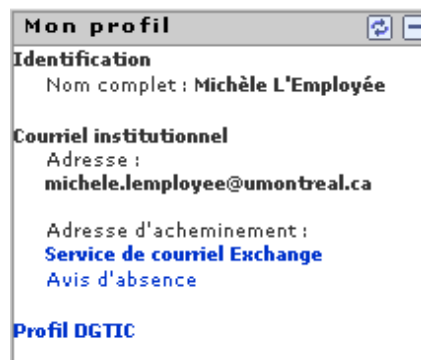 Mon profil
Identification
Nom complet : Michèle L'Employée
Courriel institutionnel
Adresse :
michele.lemployee@umontreal.ca
Adresse d'acheminement :
Service de courriel Exchange
Avis d'absence
Profil DGTIC